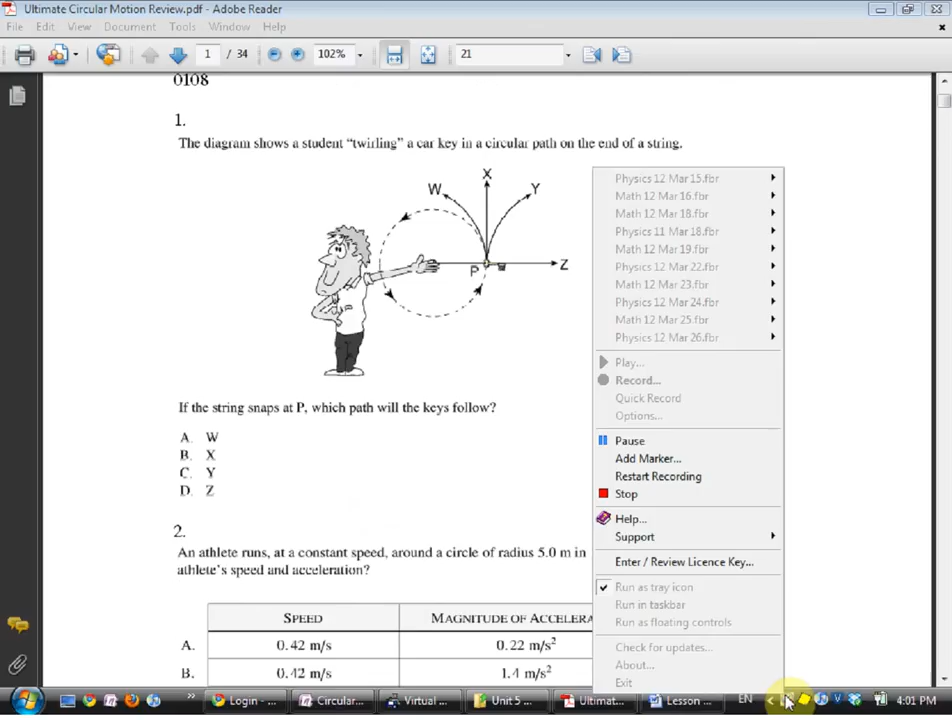 Ultimate Circular Motion Review.pdf - Adobe Reader
File Edit View Document Tools Window Help
1 / 34 102% 21
0108
1.
The diagram shows a student “twirling” a car key in a circular path on the end of a string.
X
W Y
P Z
If the string snaps at P, which path will the keys follow?
A. W
B. X
C. Y
D. Z
2.
An athlete runs, at a constant speed, around a circle of radius 5.0 m in
athlete's speed and acceleration?
SPEED MAGNITUDE OF ACCELERA
A. 0.42 m/s 0.22 m/s²
B. 0.42 m/s 1.4 m/s²
Physics 12 Mar 15.fbr
Math 12 Mar 16.fbr
Math 12 Mar 18.fbr
Physics 11 Mar 18.fbr
Math 12 Mar 19.fbr
Physics 12 Mar 22.fbr
Math 12 Mar 23.fbr
Physics 12 Mar 24.fbr
Math 12 Mar 25.fbr
Physics 12 Mar 26.fbr
Play...
Record...
Quick Record
Options...
Pause
Add Marker...
Restart Recording
Stop
Help...
Support
Enter / Review Licence Key...
Run as tray icon
Run in taskbar
Run as floating controls
Check for updates...
About...
Exit
Login - ... Circular... Virtual ... Unit 5 ... Ultimat... Lesson ... EN 4:01 PM